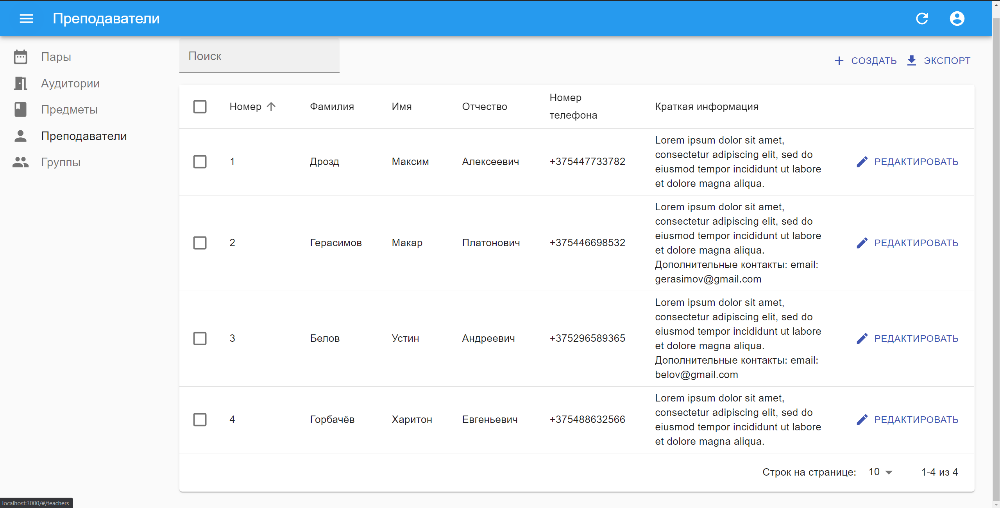 Преподаватели
Пары
Аудитории
Предметы
Преподаватели
Группы
Поиск
СОЗДАТЬ ЭКСПОРТ
Номер Фамилия Имя Отчество Номер телефона Краткая информация
1 Дрозд Максим Алексеевич +375447733782
Lorem ipsum dolor sit amet,
consectetur adipiscing elit, sed do
eiusmod tempor incididunt ut labore
et dolore magna aliqua.
РЕДАКТИРОВАТЬ
2 Герасимов Макар Платонович +375446698532
Lorem ipsum dolor sit amet,
consectetur adipiscing elit, sed do
eiusmod tempor incididunt ut labore
et dolore magna aliqua.
Дополнительные контакты: email:
gerasimov@gmail.com
РЕДАКТИРОВАТЬ
3 Белов Устин Андреевич +375296589365
Lorem ipsum dolor sit amet,
consectetur adipiscing elit, sed do
eiusmod tempor incididunt ut labore
et dolore magna aliqua.
Дополнительные контакты: email:
belov@gmail.com
РЕДАКТИРОВАТЬ
4 Горбачёв Харитон Евгеньевич +375488632566
Lorem ipsum dolor sit amet,
consectetur adipiscing elit, sed do
eiusmod tempor incididunt ut labore
et dolore magna aliqua.
РЕДАКТИРОВАТЬ
Строк на странице: 10 1-4 из 4
localhost:3000/#/teachers